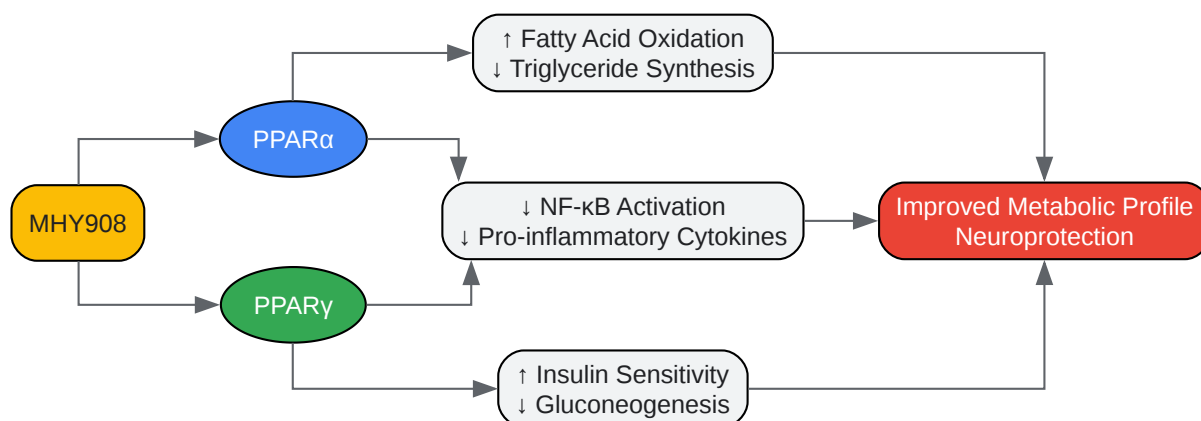 ↑ Fatty Acid Oxidation
↓ Triglyceride Synthesis
PPARα
MHY908
↓ NF-κB Activation
↓ Pro-inflammatory Cytokines
Improved Metabolic Profile
Neuroprotection
PPARγ
↑ Insulin Sensitivity
↓ Gluconeogenesis